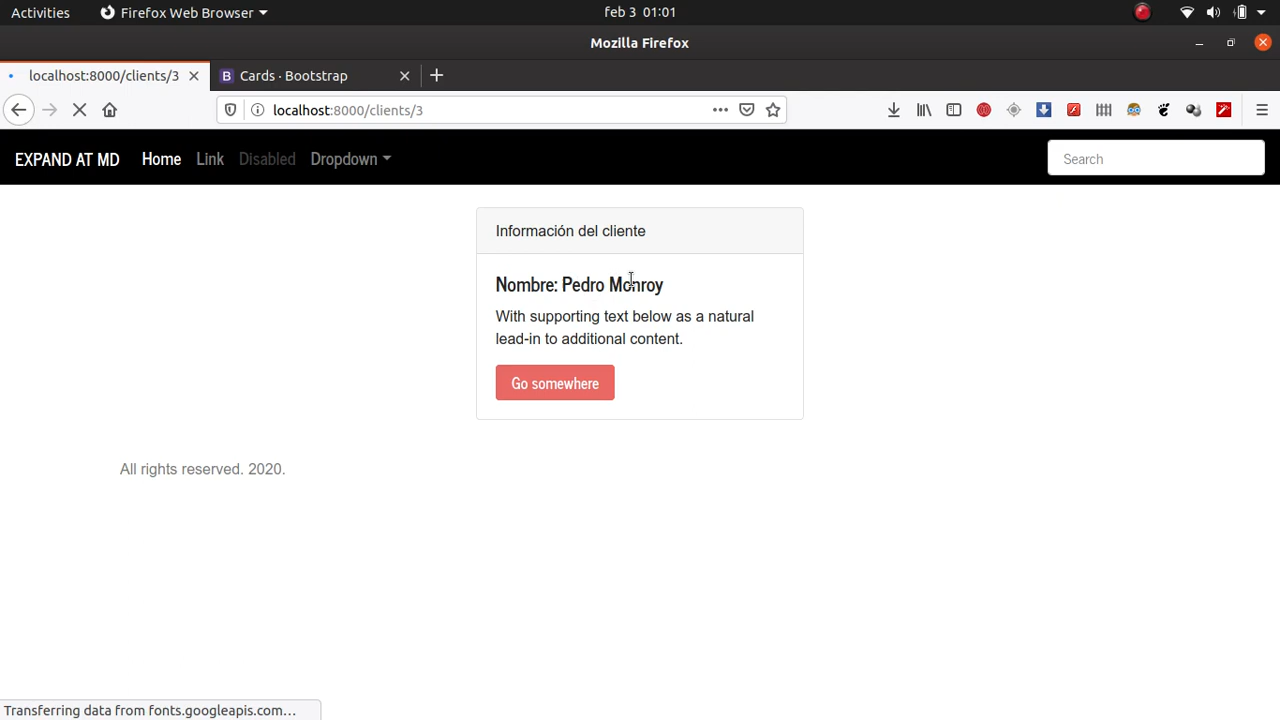 Activities
Firefox Web Browser
feb 3 01:01
Mozilla Firefox
localhost:8000/clients/3
B Cards · Bootstrap
localhost:8000/clients/3
EXPAND AT MD
Home
Link
Disabled
Dropdown
Search
Información del cliente
Nombre: Pedro Monroy
With supporting text below as a natural
lead-in to additional content.
Go somewhere
All rights reserved. 2020.
Transferring data from fonts.googleapis.com…